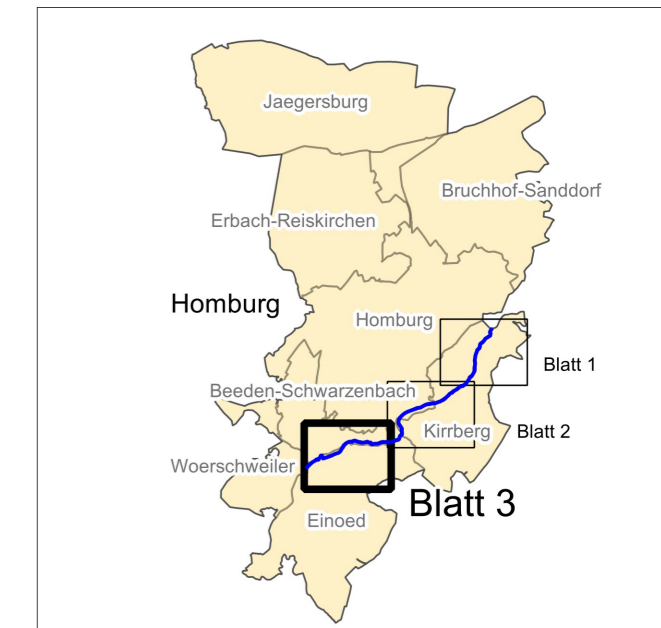 Jaegersburg
Bruchhof-Sanddorf
Erbach-Reiskirchen
Homburg
Homburg
Blatt 1
Beeden-Schwarzenbach
Kirrberg
Blatt 2
Woerschweiler
Blatt 3
Einoed